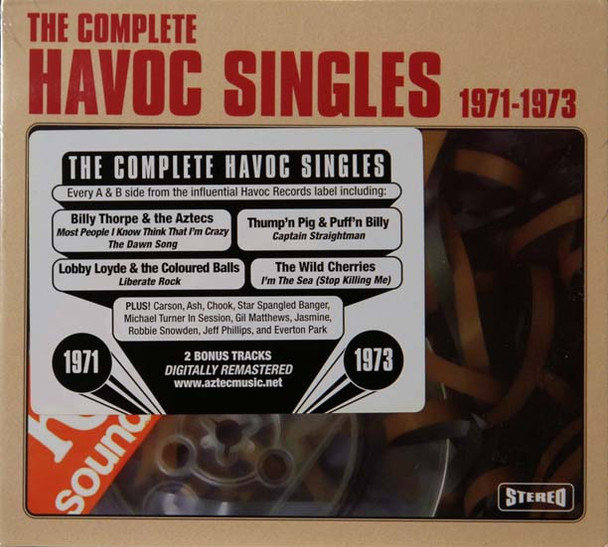 THE COMPLETE
HAVOC SINGLES 1971-1973
THE COMPLETE HAVOC SINGLES
Every A & B side from the influential Havoc Records label including:
Billy Thorpe & the Aztecs
Most People I Know Think That I'm Crazy
The Dawn Song
Thump'n Pig & Puff'n Billy
Captain Straightman
Lobby Loyde & the Coloured Balls
Liberate Rock
The Wild Cherries
I'm The Sea (Stop Killing Me)
PLUS! Carson, Ash, Chook, Star Spangled Banger,
Michael Turner In Session, Gil Matthews, Jasmine,
Robbie Snowden, Jeff Phillips, and Everton Park
1971
2 BONUS TRACKS
DIGITALLY REMASTERED
www.aztecmusic.net
1973
sound
STEREO